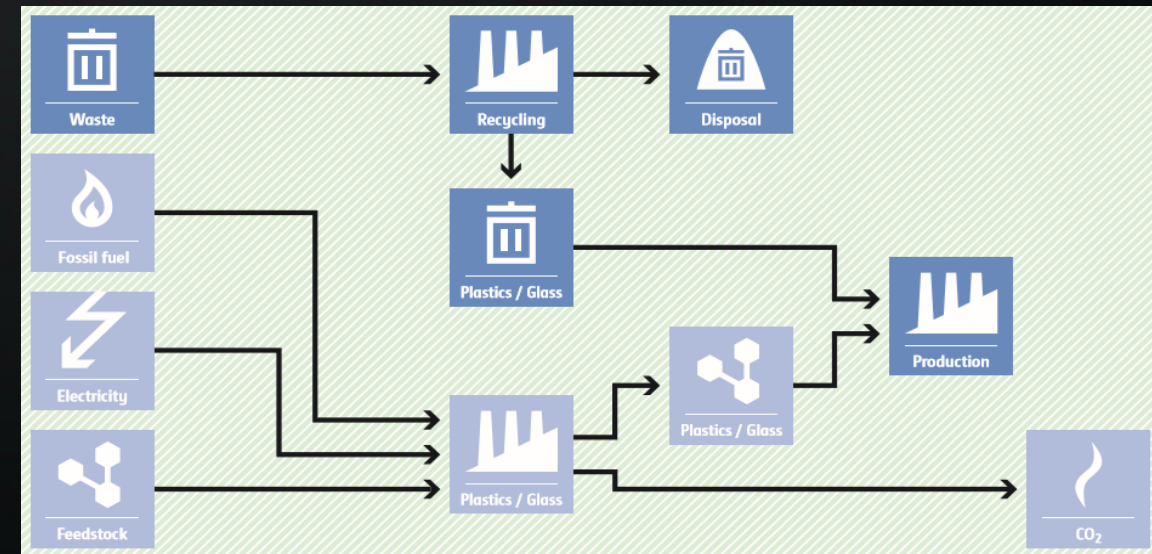 Waste
Recycling
Disposal
Fossil fuel
Plastics / Glass
Electricity
Production
Plastics / Glass
Feedstock
Plastics / Glass
CO₂